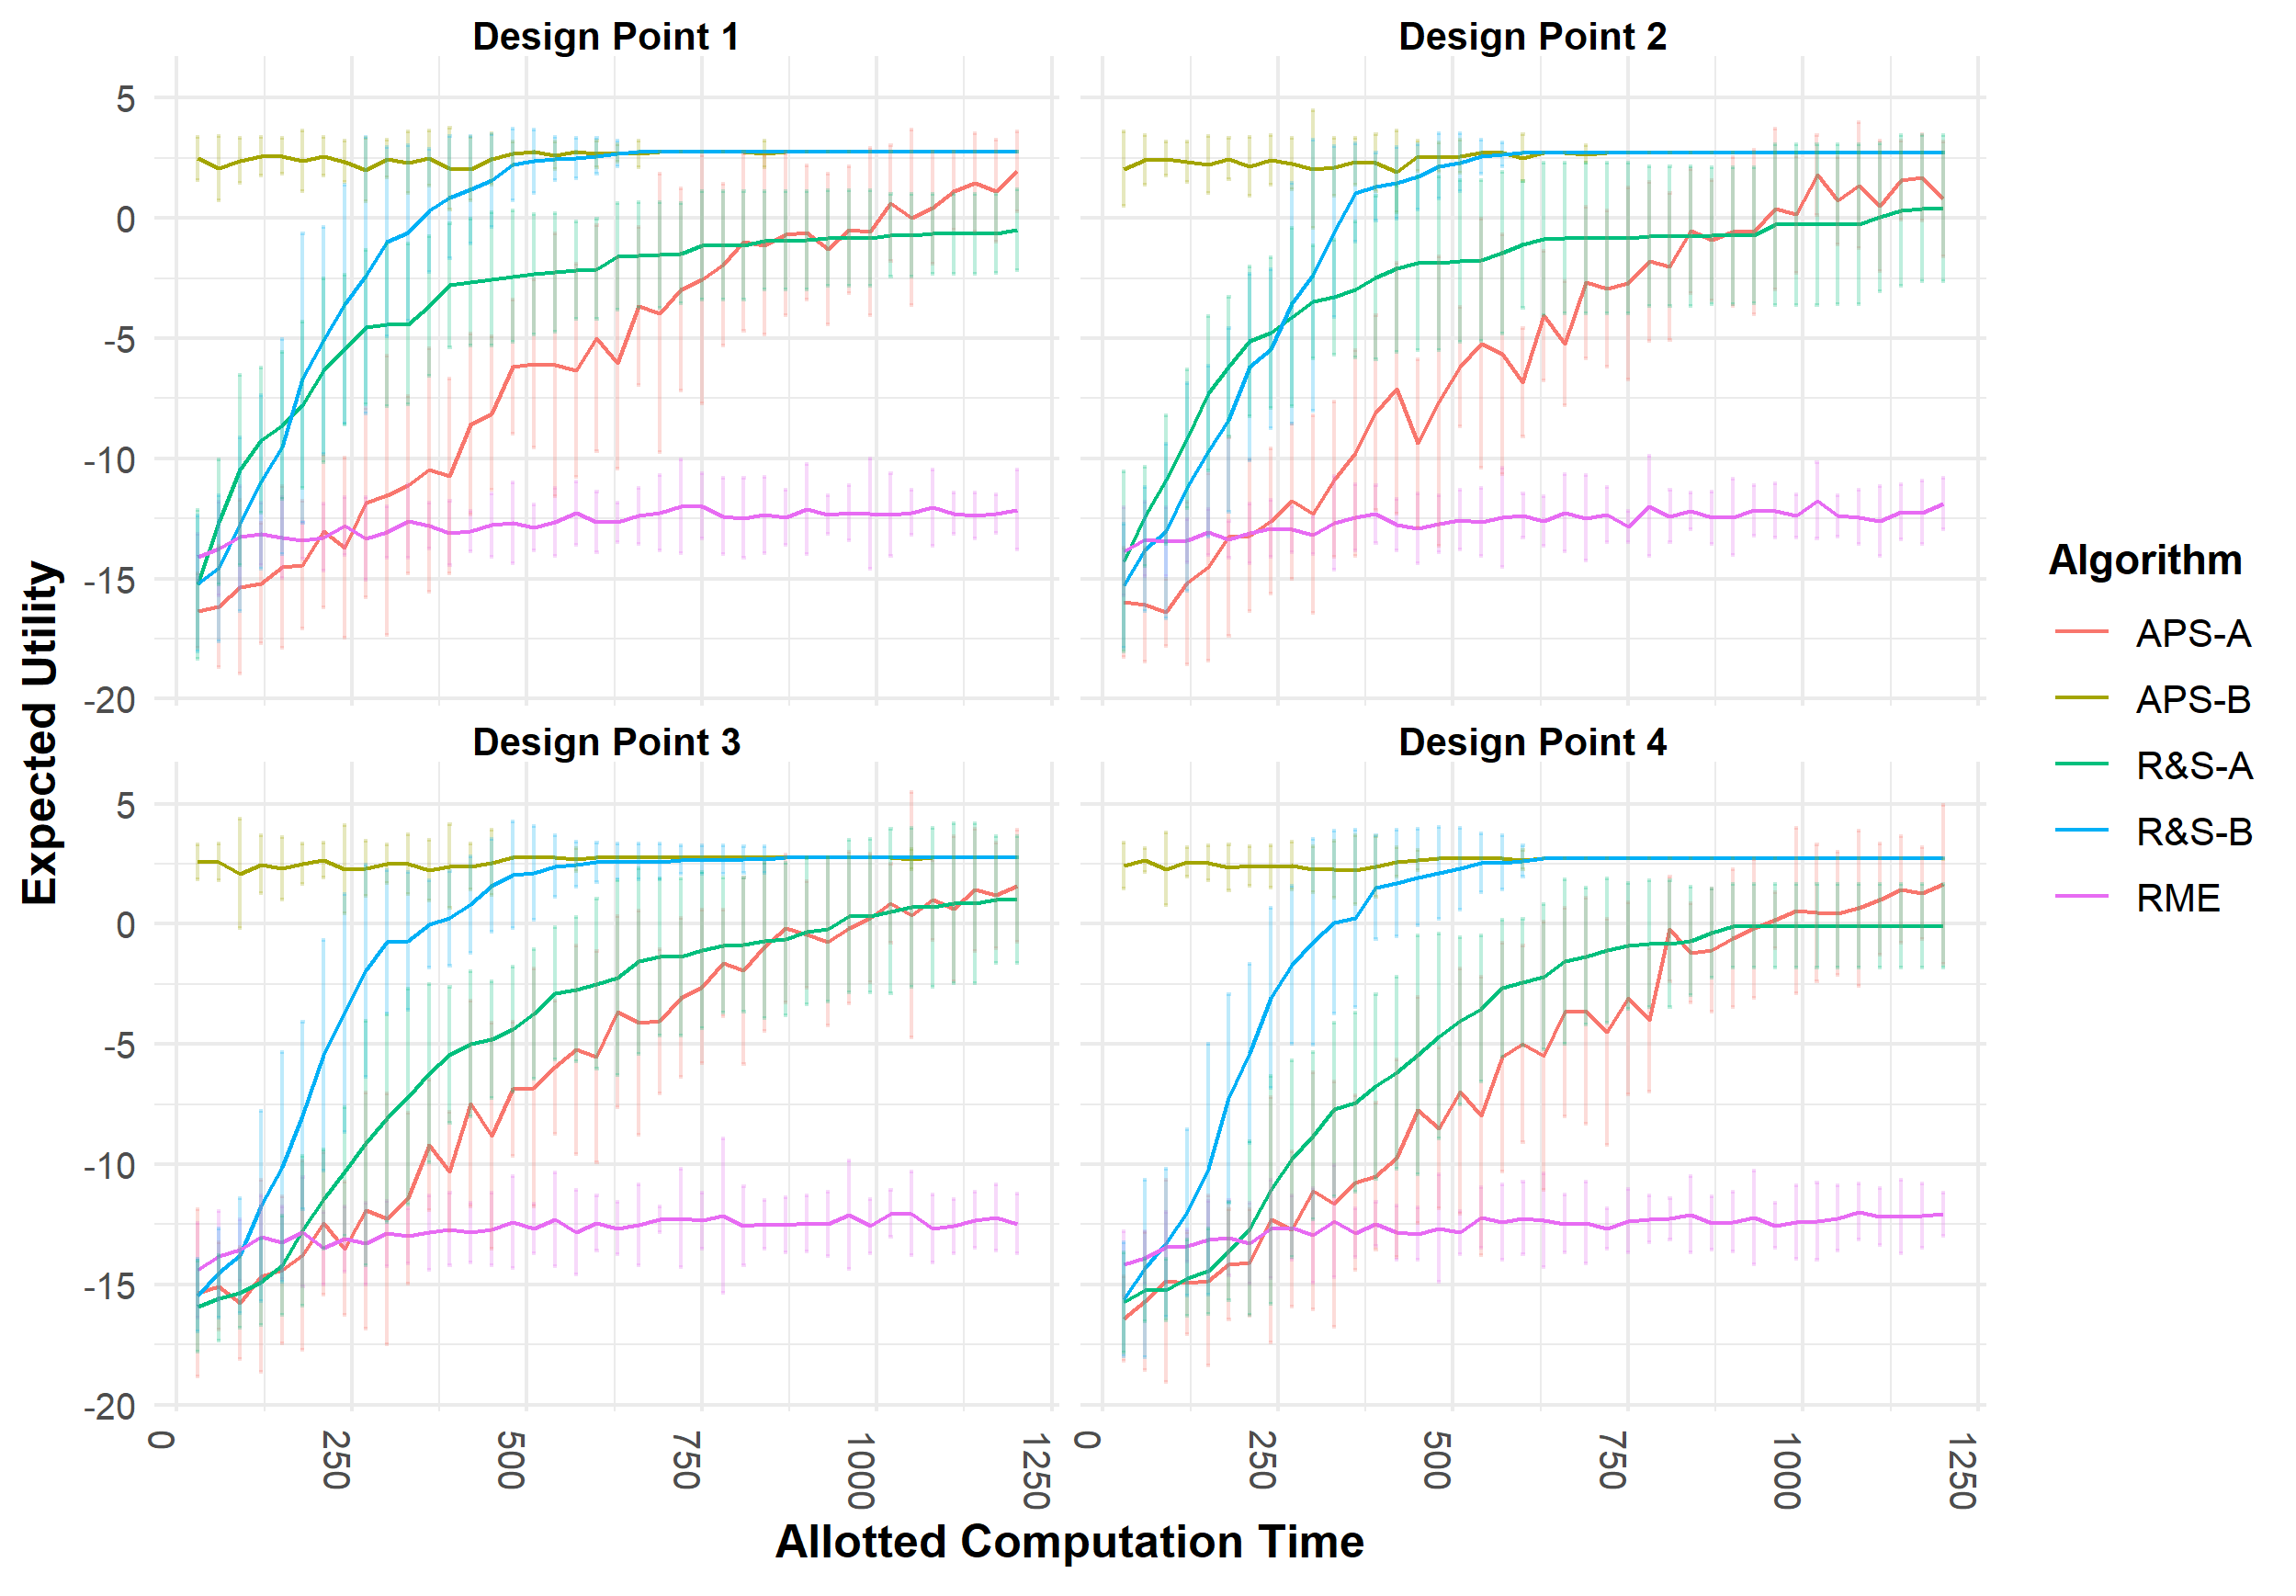 Design Point 1
Design Point 2
5
0
-5
-10
-15
-20
Design Point 3
Design Point 4
5
0
-5
-10
-15
-20
0
250
500
750
1000
1250
0
250
500
750
1000
1250
Allotted Computation Time
Expected Utility
Algorithm
APS-A
APS-B
R&S-A
R&S-B
RME